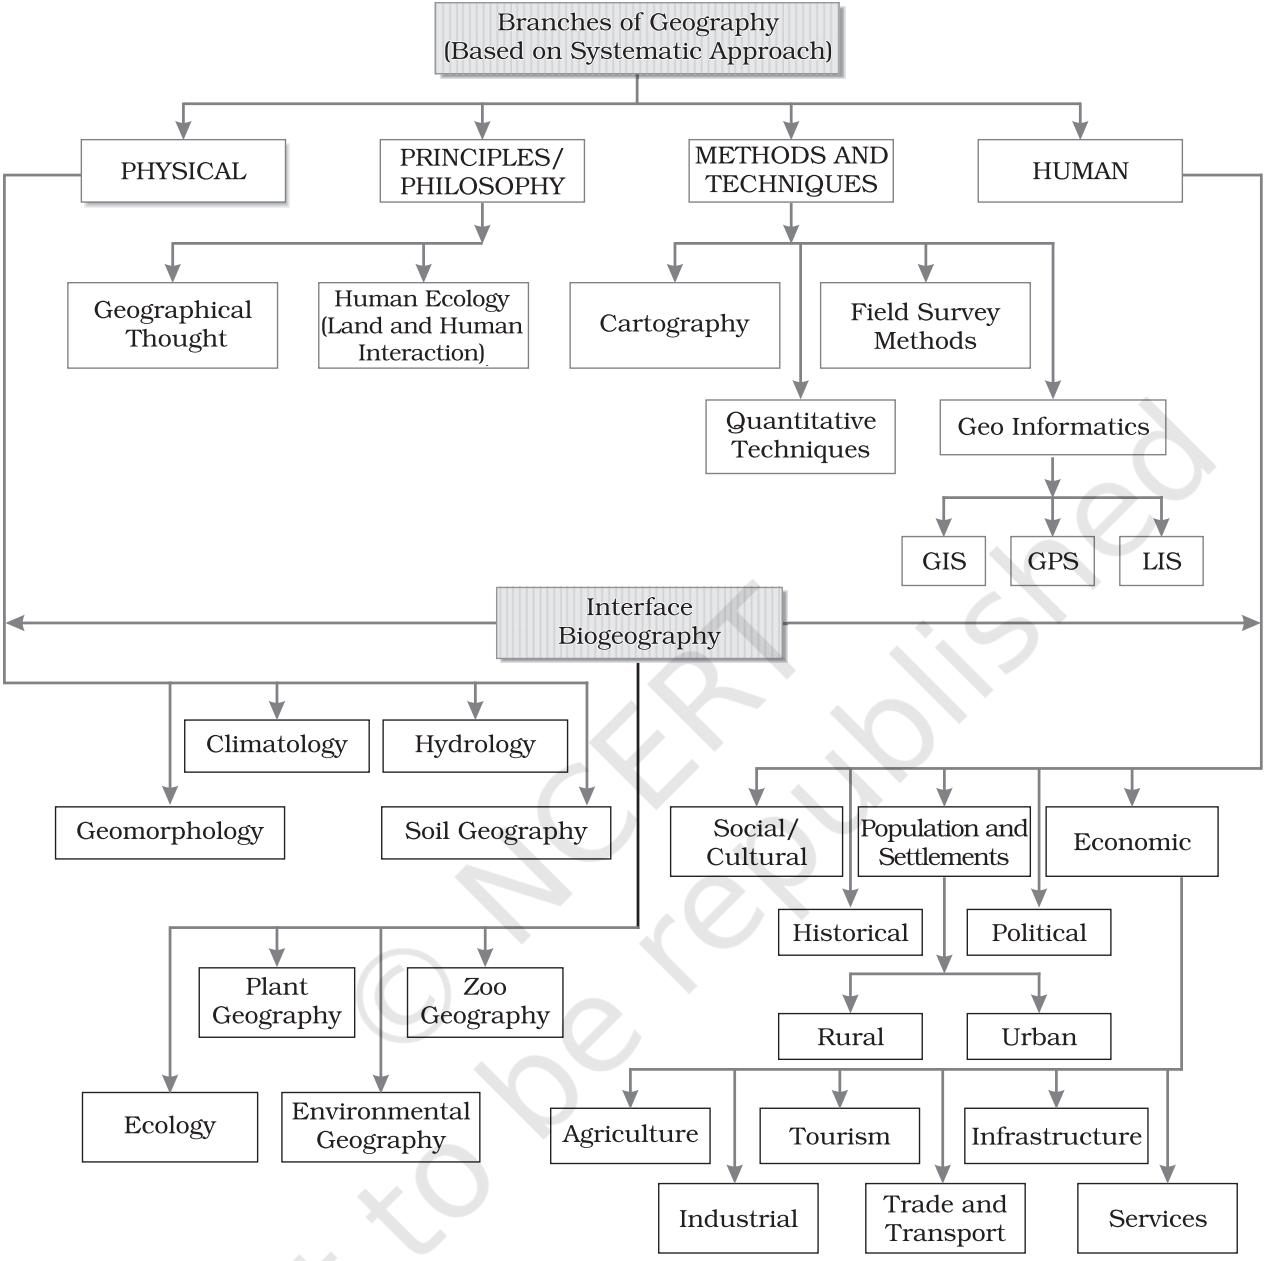 Branches of Geography
(Based on Systematic Approach)
PHYSICAL
PRINCIPLES/
PHILOSOPHY
METHODS AND
TECHNIQUES
HUMAN
Geographical
Thought
Human Ecology
(Land and Human
Interaction)
Cartography
Field Survey
Methods
Quantitative
Techniques
Geo Informatics
GIS
GPS
LIS
Interface
Biogeography
Climatology
Hydrology
Geomorphology
Soil Geography
Social/
Cultural
Population and
Settlements
Economic
Historical
Political
Plant
Geography
Zoo
Geography
Rural
Urban
Ecology
Environmental
Geography
Agriculture
Tourism
Infrastructure
Industrial
Trade and
Transport
Services
© NCERT
to be republished